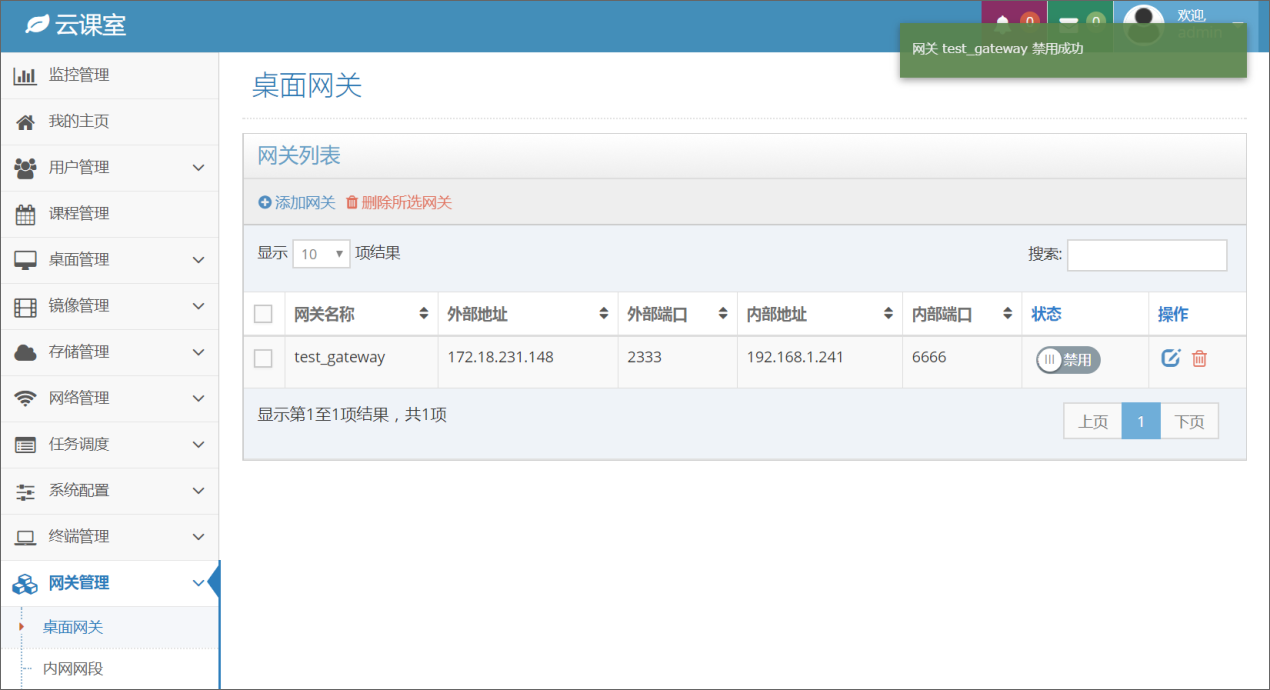 云课室
0
0
欢迎,
admin
网关 test_gateway 禁用成功
监控管理
我的主页
用户管理
课程管理
桌面管理
镜像管理
存储管理
网络管理
任务调度
系统配置
终端管理
网关管理
桌面网关
内网网段
桌面网关
网关列表
添加网关 删除所选网关
显示 10 项结果
搜索:
网关名称 外部地址 外部端口 内部地址 内部端口 状态 操作
test_gateway 172.18.231.148 2333 192.168.1.241 6666 禁用
显示第1至1项结果，共1项
上页 1 下页